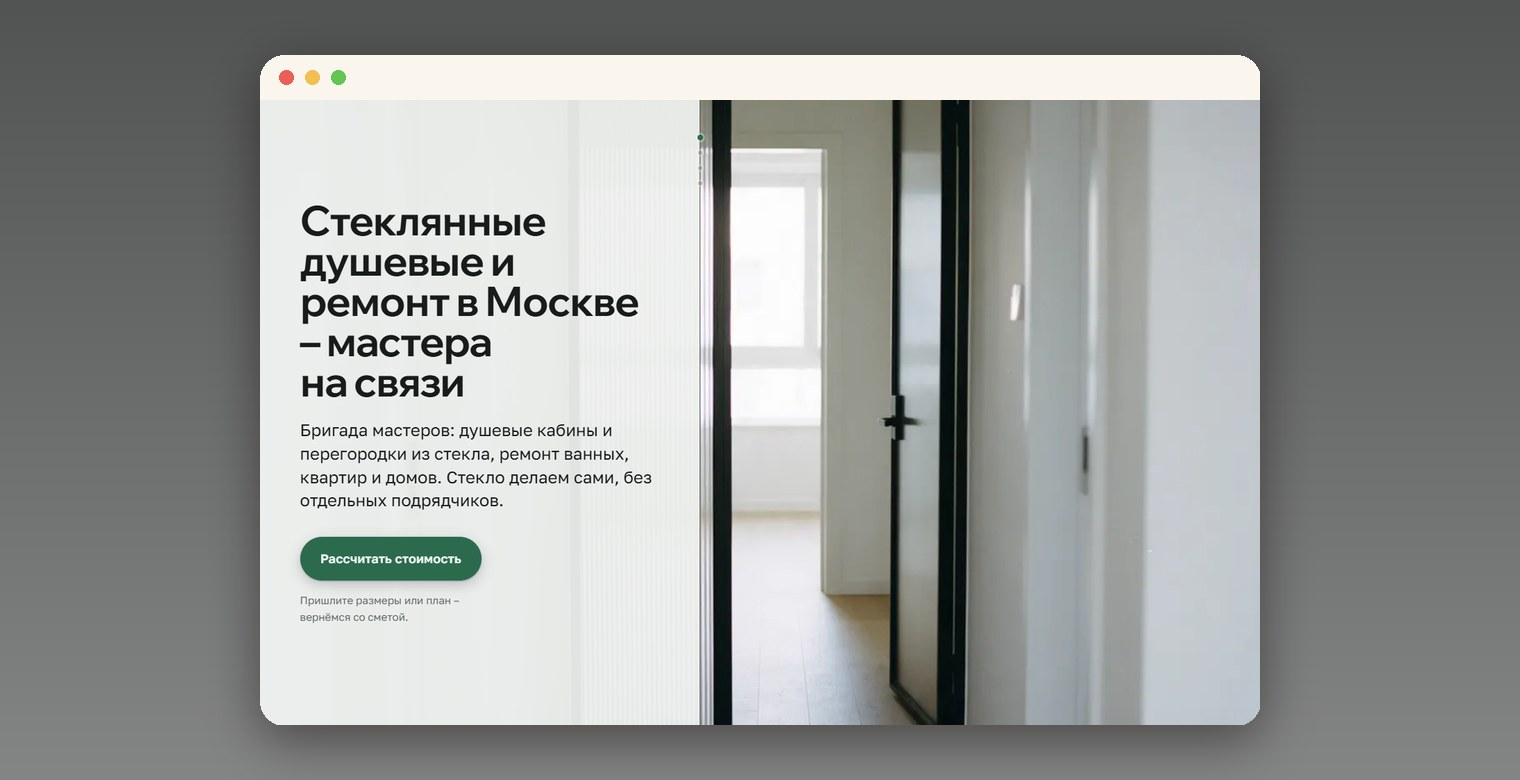 Стеклянные
душевые и
ремонт в Москве
– мастера
на связи
Бригада мастеров: душевые кабины и
перегородки из стекла, ремонт ванных,
квартир и домов. Стекло делаем сами, без
отдельных подрядчиков.
Рассчитать стоимость
Пришлите размеры или план –
вернёмся со сметой.